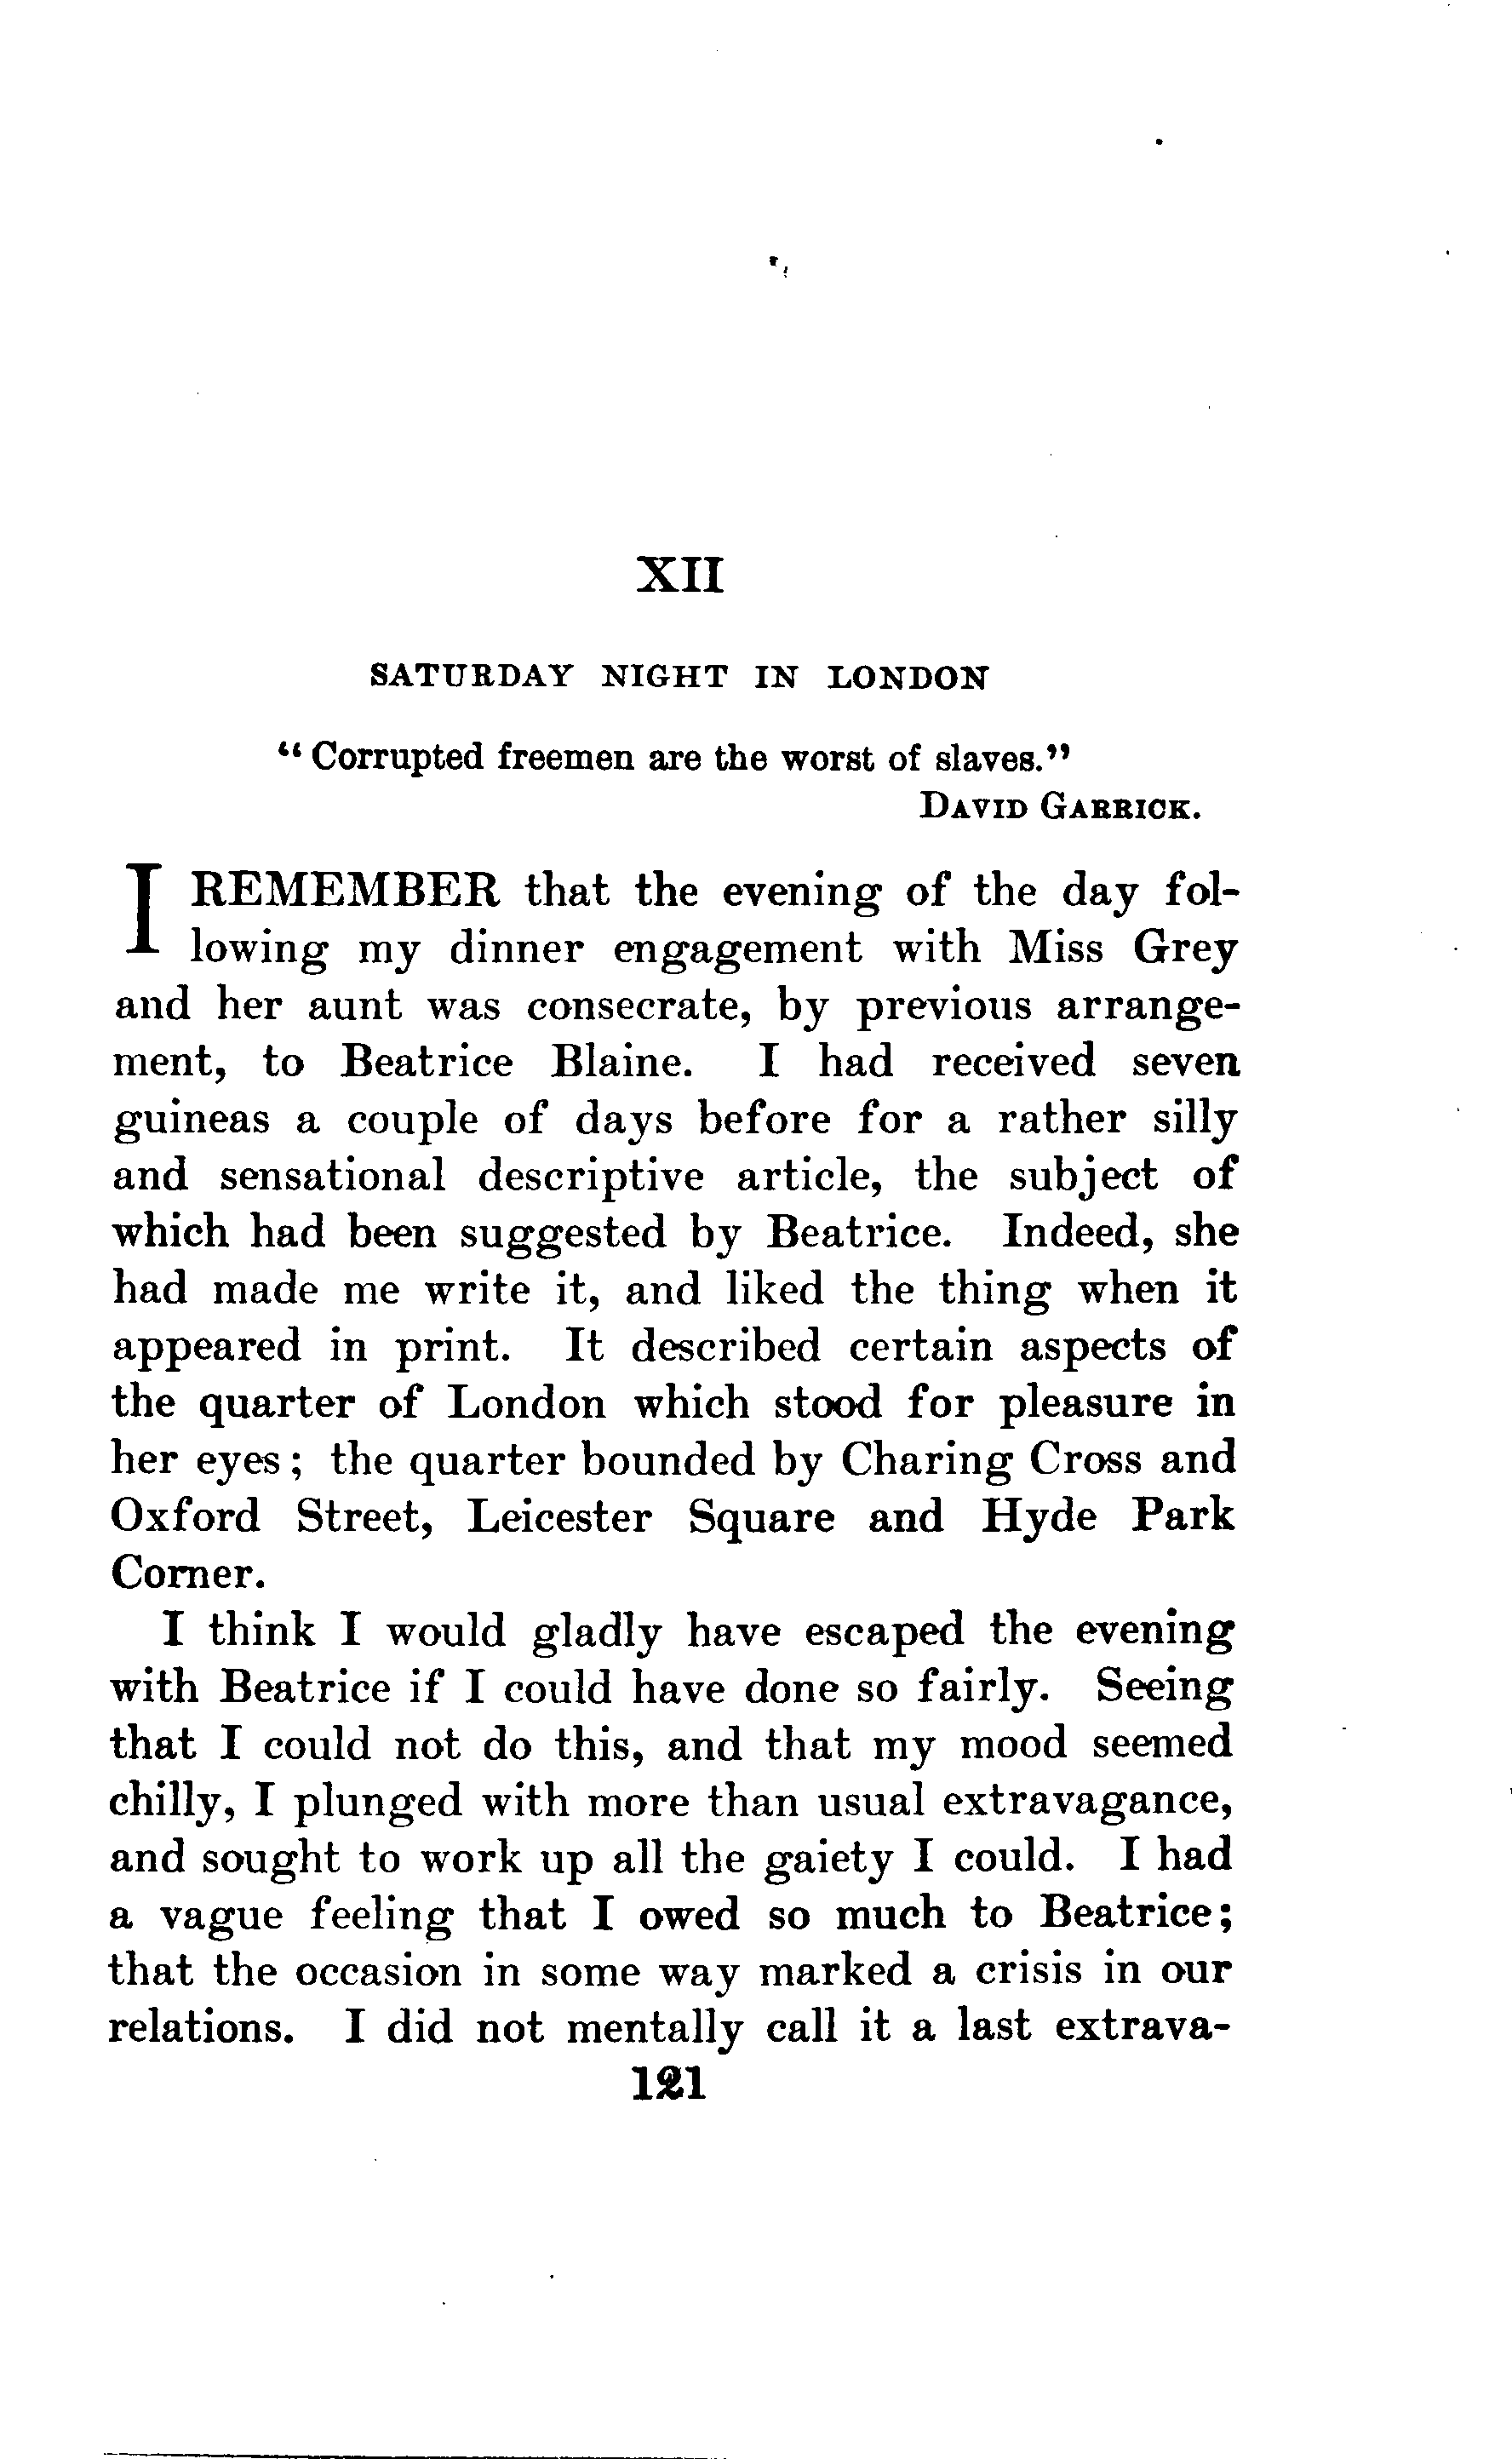 XII
SATURDAY NIGHT IN LONDON
“Corrupted freemen are the worst of slaves.”
DAVID GARRICK.
I REMEMBER that the evening of the day fol-
lowing my dinner engagement with Miss Grey
and her aunt was consecrate, by previous arrange-
ment, to Beatrice Blaine. I had received seven
guineas a couple of days before for a rather silly
and sensational descriptive article, the subject of
which had been suggested by Beatrice. Indeed, she
had made me write it, and liked the thing when it
appeared in print. It described certain aspects of
the quarter of London which stood for pleasure in
her eyes; the quarter bounded by Charing Cross and
Oxford Street, Leicester Square and Hyde Park
Corner.
I think I would gladly have escaped the evening
with Beatrice if I could have done so fairly. Seeing
that I could not do this, and that my mood seemed
chilly, I plunged with more than usual extravagance,
and sought to work up all the gaiety I could. I had
a vague feeling that I owed so much to Beatrice;
that the occasion in some way marked a crisis in our
relations. I did not mentally call it a last extrava-
121